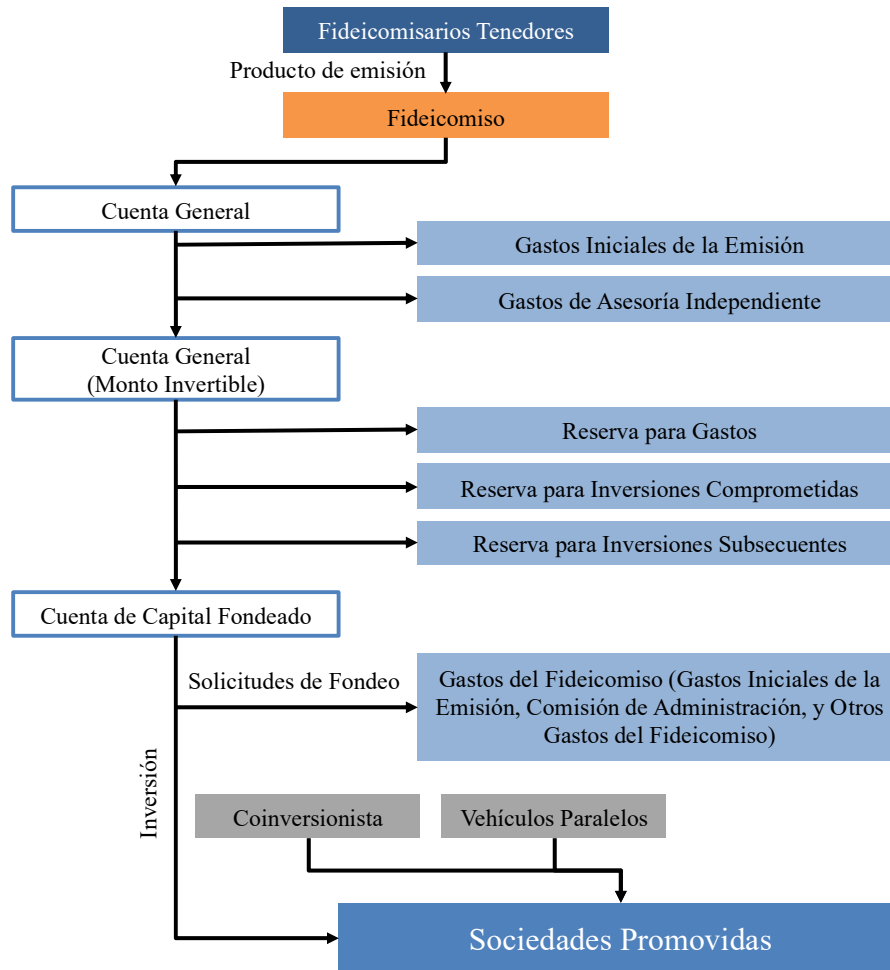 Fideicomisarios Tenedores
Producto de emisión
Fideicomiso
Cuenta General
Gastos Iniciales de la Emisión
Gastos de Asesoría Independiente
Cuenta General
(Monto Invertible)
Reserva para Gastos
Reserva para Inversiones Comprometidas
Reserva para Inversiones Subsecuentes
Cuenta de Capital Fondeado
Solicitudes de Fondeo
Gastos del Fideicomiso (Gastos Iniciales de la
Emisión, Comisión de Administración, y Otros
Gastos del Fideicomiso)
Inversión
Coinversionista
Vehículos Paralelos
Sociedades Promovidas